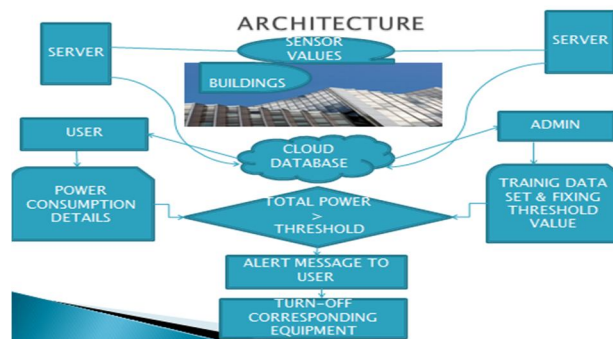 ARCHITECTURE
SERVER
SENSOR
VALUES
SERVER
BUILDINGS
USER
CLOUD
DATABASE
ADMIN
POWER
CONSUMPTION
DETAILS
TOTAL POWER
>
THRESHOLD
TRAINIG DATA
SET & FIXING
THRESHOLD
VALUE
ALERT MESSAGE TO
USER
TURN-OFF
CORRESPONDING
EQUIPMENT